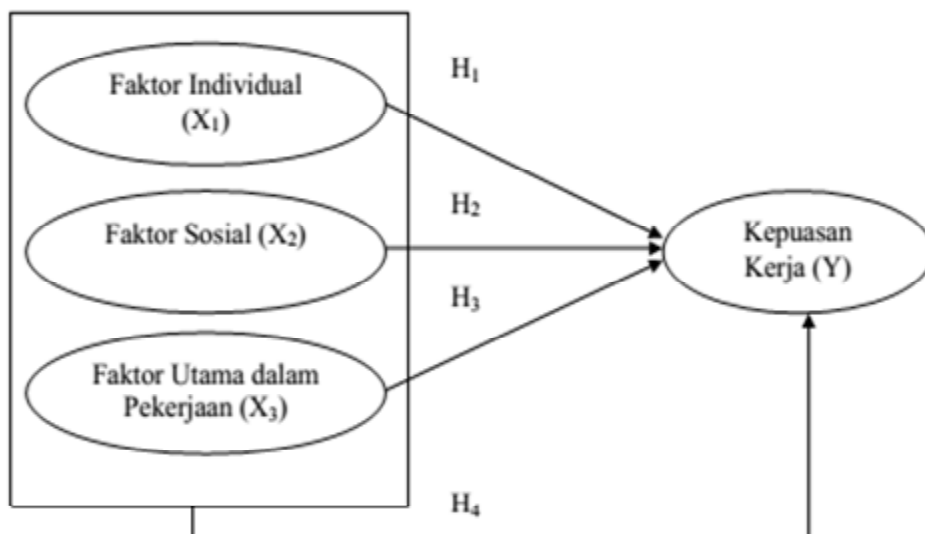 Faktor Individual
(X₁)
H₁
Faktor Sosial (X₂)
H₂
Faktor Utama dalam
Pekerjaan (X₃)
H₃
Kepuasan
Kerja (Y)
H₄